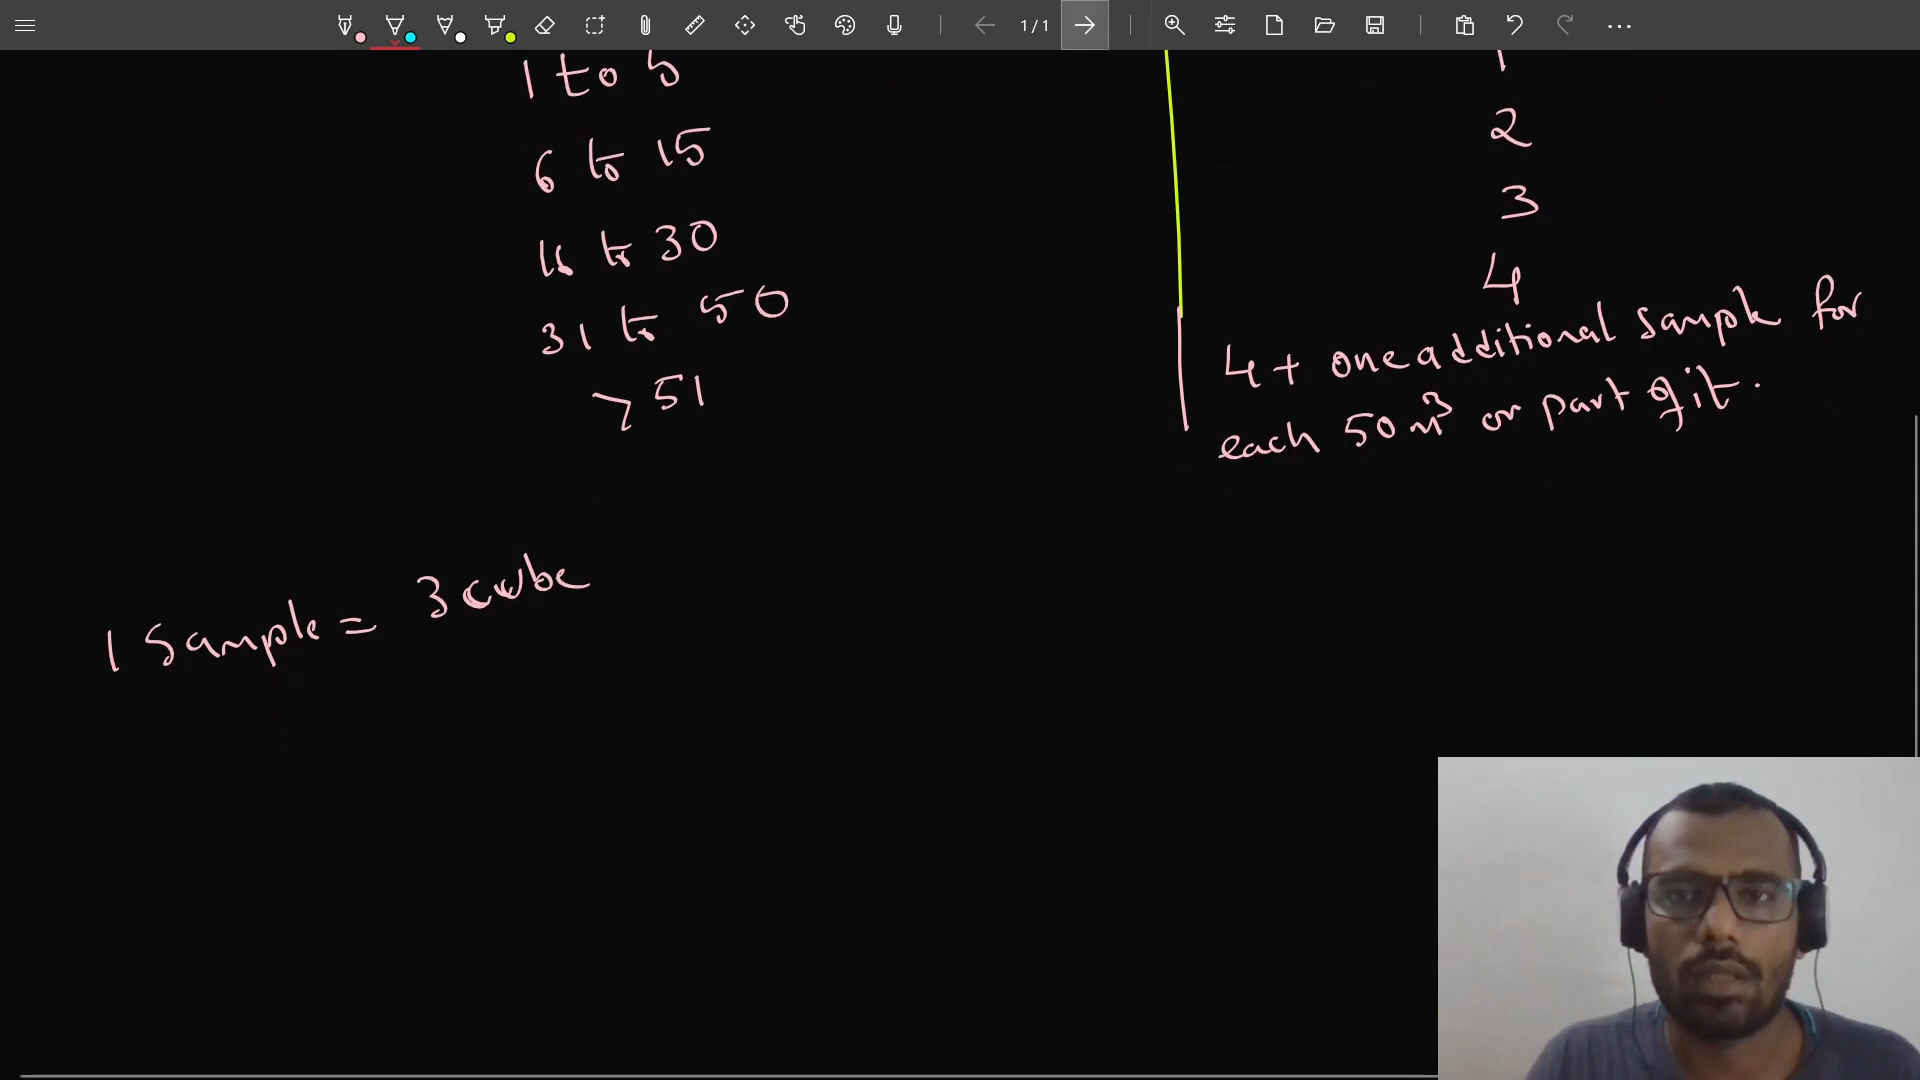 1 / 1
1 to 5
1
6 to 15
2
16 to 30
3
31 to 50
4
> 51
4 + one additional sample for
each 50 m³ or part of it.
1 Sample = 3 cube